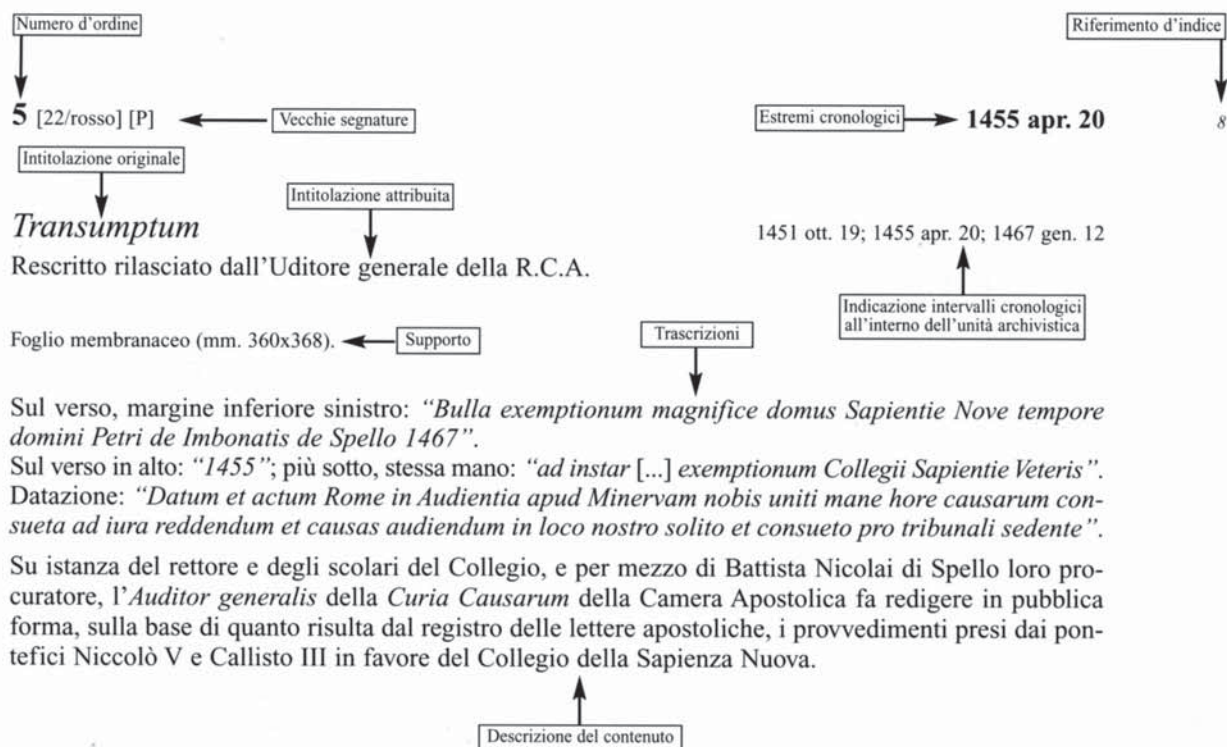 Numero d'ordine
Riferimento d'indice
5 [22/rosso] [P]
Vecchie segnature
Estremi cronologici
1455 apr. 20
8
Intitolazione originale
Intitolazione attribuita
Transumptum
1451 ott. 19; 1455 apr. 20; 1467 gen. 12
Rescritto rilasciato dall'Uditore generale della R.C.A.
Indicazione intervalli cronologici
all'interno dell'unità archivistica
Foglio membranaceo (mm. 360x368).
Supporto
Trascrizioni
Sul verso, margine inferiore sinistro: “Bulla exemptionum magnifice domus Sapientie Nove tempore
domini Petri de Imbonatis de Spello 1467”.
Sul verso in alto: “1455”; più sotto, stessa mano: “ad instar [...] exemptionum Collegii Sapientie Veteris”.
Datazione: “Datum et actum Rome in Audientia apud Minervam nobis uniti mane hore causarum con-
sueta ad iura reddendum et causas audiendum in loco nostro solito et consueto pro tribunali sedente”.
Su istanza del rettore e degli scolari del Collegio, e per mezzo di Battista Nicolai di Spello loro pro-
curatore, l'Auditor generalis della Curia Causarum della Camera Apostolica fa redigere in pubblica
forma, sulla base di quanto risulta dal registro delle lettere apostoliche, i provvedimenti presi dai pon-
tefici Niccolò V e Callisto III in favore del Collegio della Sapienza Nuova.
Descrizione del contenuto